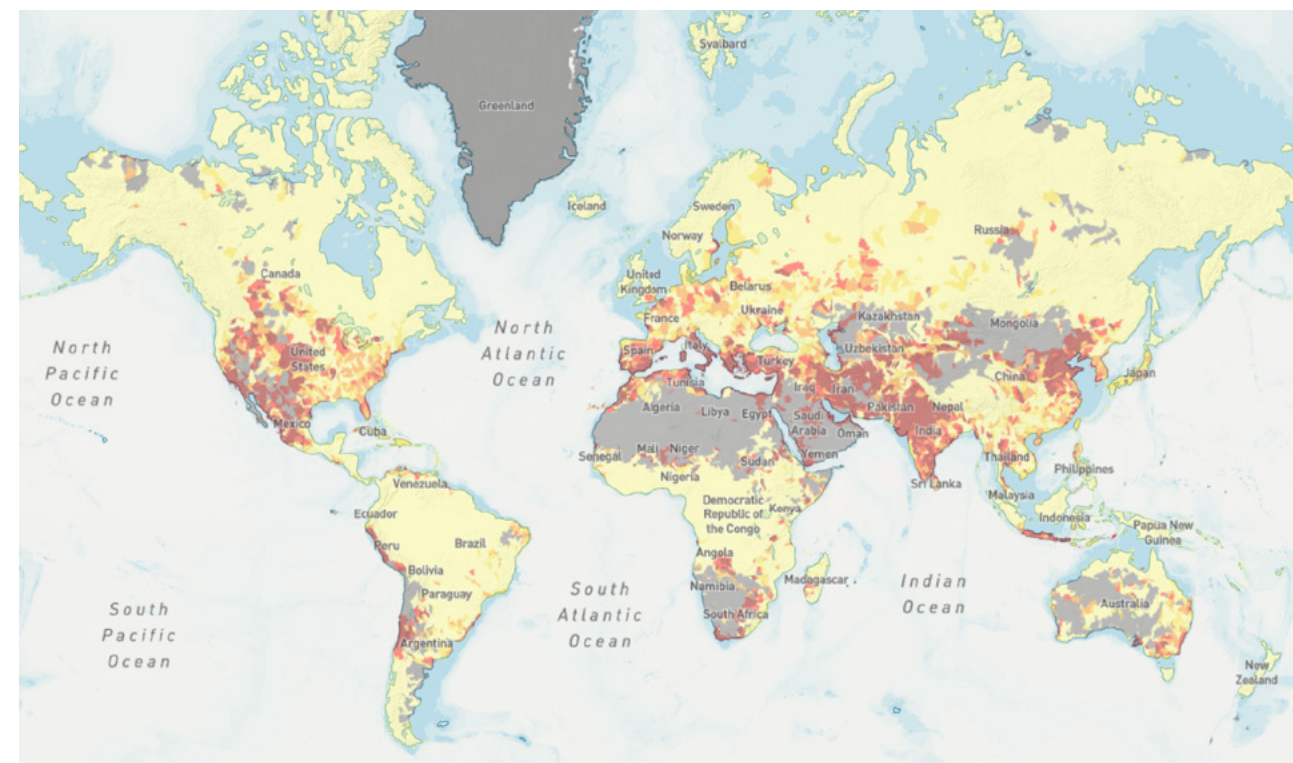 Svalbard
Greenland
Iceland
Sweden
Norway
Russia
Canada
United
Kingdom
Belarus
Ukraine
France
Kazakhstan
Mongolia
North
Pacific
Ocean
North
Atlantic
Ocean
United
States
Spain
Italy
Turkey
Uzbekistan
China
Japan
Tunisia
Iraq
Iran
Algeria
Libya
Egypt
Saudi
Arabia
Pakistan
Nepal
Mexico
Cuba
Oman
India
Senegal
Mali
Niger
Sudan
Yemen
Thailand
Philippines
Nigeria
Venezuela
Sri Lanka
Malaysia
Ecuador
Democratic
Republic of
the Congo
Kenya
Indonesia
Papua New
Guinea
Peru
Brazil
Angola
Bolivia
Paraguay
Namibia
Madagascar
South
Atlantic
Ocean
Indian
Ocean
Australia
South
Pacific
Ocean
South Africa
Argentina
New
Zealand